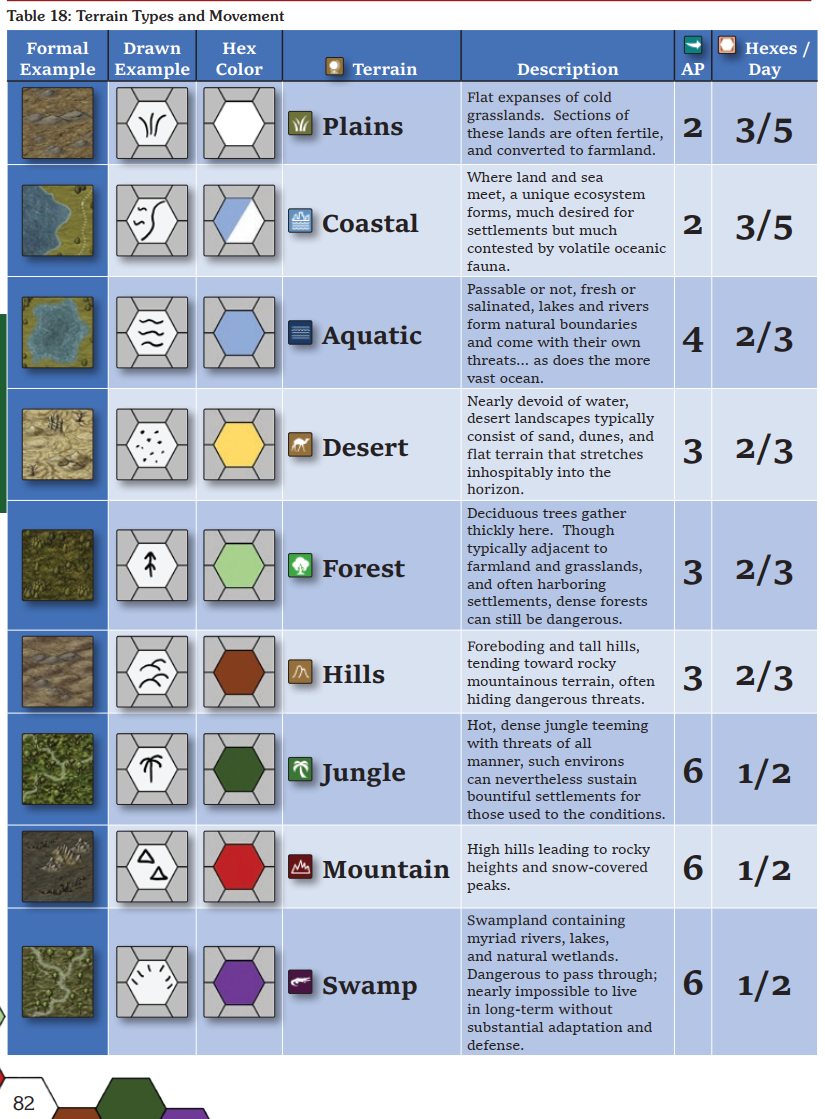 Table 18: Terrain Types and Movement
Formal Example
Drawn Example
Hex Color
Terrain
Description
AP
Hexes / Day
Plains
Flat expanses of cold
grasslands. Sections of
these lands are often fertile,
and converted to farmland.
2
3/5
Coastal
Where land and sea
meet, a unique ecosystem
forms, much desired for
settlements but much
contested by volatile oceanic
fauna.
2
3/5
Aquatic
Passable or not, fresh or
salinated, lakes and rivers
form natural boundaries
and come with their own
threats... as does the more
vast ocean.
4
2/3
Desert
Nearly devoid of water,
desert landscapes typically
consist of sand, dunes, and
flat terrain that stretches
inhospitably into the
horizon.
3
2/3
Forest
Deciduous trees gather
thickly here. Though
typically adjacent to
farmland and grasslands,
and often harboring
settlements, dense forests
can still be dangerous.
3
2/3
Hills
Foreboding and tall hills,
tending toward rocky
mountainous terrain, often
hiding dangerous threats.
3
2/3
Jungle
Hot, dense jungle teeming
with threats of all
manner, such environs
can nevertheless sustain
bountiful settlements for
those used to the conditions.
6
1/2
Mountain
High hills leading to rocky
heights and snow-covered
peaks.
6
1/2
Swamp
Swampland containing
myriad rivers, lakes,
and natural wetlands.
Dangerous to pass through;
nearly impossible to live
in long-term without
substantial adaptation and
defense.
6
1/2
82